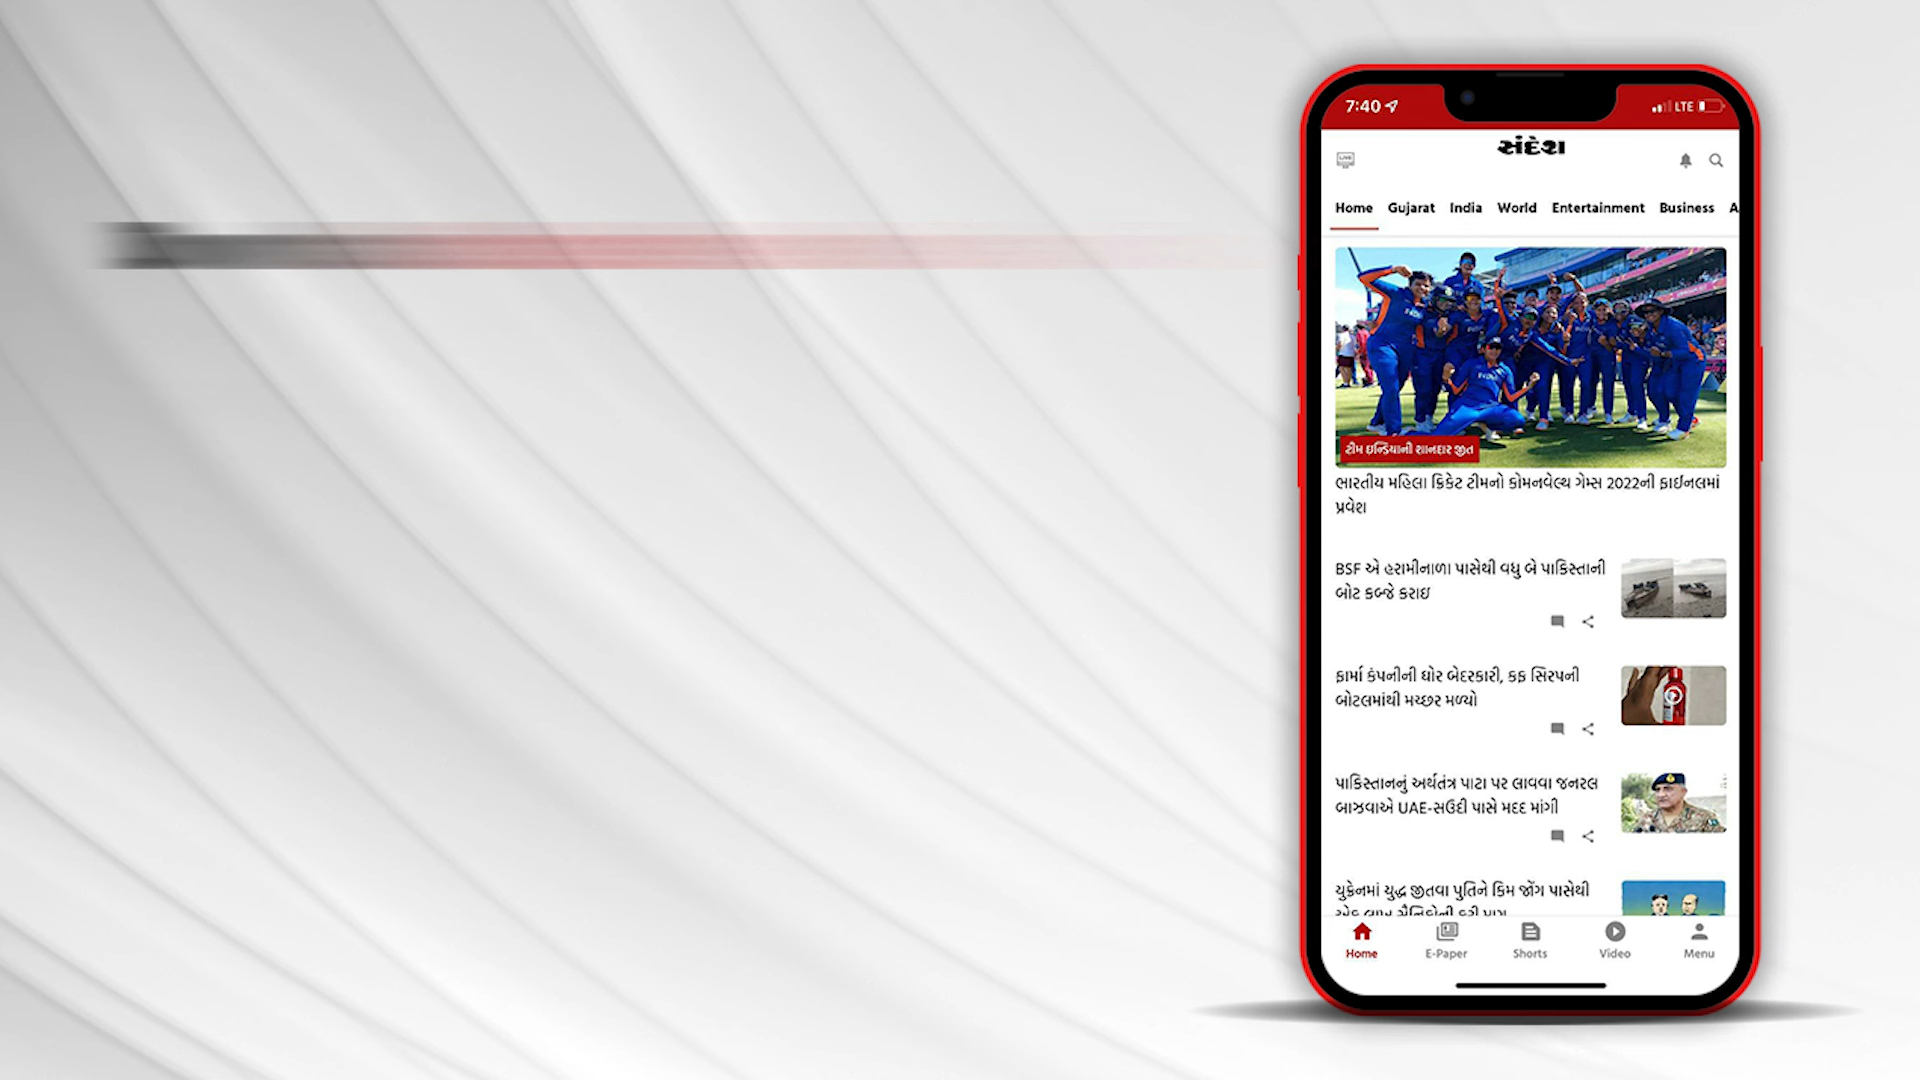 7:40
LTE
સંદેશ
LIVE
Home Gujarat India World Entertainment Business A
ટીમ ઇન્ડિયાની શાનદાર જીત
ભારતીય મહિલા ક્રિકેટ ટીમનો કોમનવેલ્થ ગેમ્સ 2022ની ફાઈનલમાં
પ્રવેશ
BSF એ હરામીનાળા પાસેથી વધુ બે પાકિસ્તાની
બોટ કબ્જે કરાઇ
ફાર્મા કંપનીની ઘોર બેદરકારી, કફ સિરપની
બોટલમાંથી મચ્છર મળ્યો
પાકિસ્તાનનું અર્થતંત્ર પાટા પર લાવવા જનરલ
બાઝવાએ UAE-સઉદી પાસે મદદ માંગી
યુક્રેનમાં યુદ્ધ જીતવા પુતિને કિમ જોંગ પાસેથી
Home E-Paper Shorts Video Menu